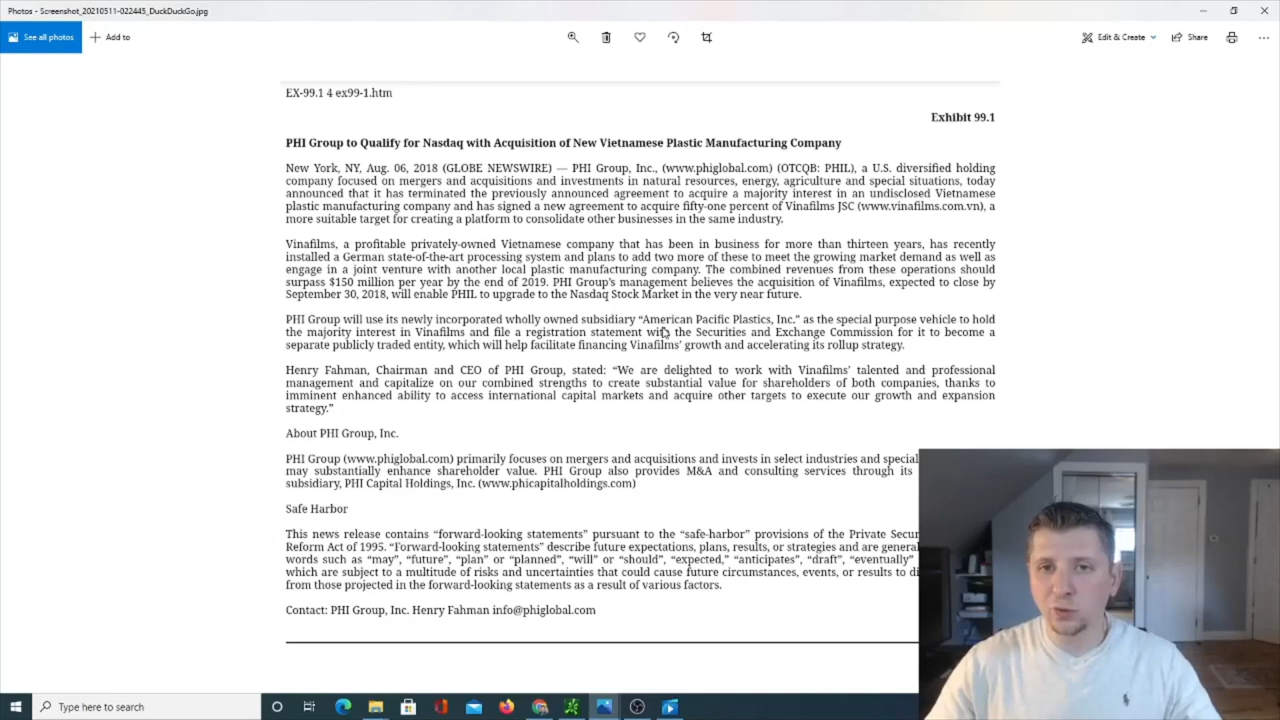 Photos - Screenshot_20210511-022445_DuckDuckGo.jpg
See all photos
Add to
Edit & Create
Share
EX-99.1 4 ex99-1.htm
Exhibit 99.1
PHI Group to Qualify for Nasdaq with Acquisition of New Vietnamese Plastic Manufacturing Company
New York, NY, Aug. 06, 2018 (GLOBE NEWSWIRE) — PHI Group, Inc., (www.phiglobal.com) (OTCQB: PHIL), a U.S. diversified holding
company focused on mergers and acquisitions and investments in natural resources, energy, agriculture and special situations, today
announced that it has terminated the previously announced agreement to acquire a majority interest in an undisclosed Vietnamese
plastic manufacturing company and has signed a new agreement to acquire fifty-one percent of Vinafilms JSC (www.vinafilms.com.vn), a
more suitable target for creating a platform to consolidate other businesses in the same industry.
Vinafilms, a profitable privately-owned Vietnamese company that has been in business for more than thirteen years, has recently
installed a German state-of-the-art processing system and plans to add two more of these to meet the growing market demand as well as
engage in a joint venture with another local plastic manufacturing company. The combined revenues from these operations should
surpass $150 million per year by the end of 2019. PHI Group's management believes the acquisition of Vinafilms, expected to close by
September 30, 2018, will enable PHIL to upgrade to the Nasdaq Stock Market in the very near future.
PHI Group will use its newly incorporated wholly owned subsidiary “American Pacific Plastics, Inc.” as the special purpose vehicle to hold
the majority interest in Vinafilms and file a registration statement with the Securities and Exchange Commission for it to become a
separate publicly traded entity, which will help facilitate financing Vinafilms’ growth and accelerating its rollup strategy.
Henry Fahman, Chairman and CEO of PHI Group, stated: “We are delighted to work with Vinafilms’ talented and professional
management and capitalize on our combined strengths to create substantial value for shareholders of both companies, thanks to
imminent enhanced ability to access international capital markets and acquire other targets to execute our growth and expansion
strategy.”
About PHI Group, Inc.
PHI Group (www.phiglobal.com) primarily focuses on mergers and acquisitions and invests in select industries and special
may substantially enhance shareholder value. PHI Group also provides M&A and consulting services through its
subsidiary, PHI Capital Holdings, Inc. (www.phicapitalholdings.com)
Safe Harbor
This news release contains “forward-looking statements” pursuant to the “safe-harbor” provisions of the Private
Reform Act of 1995. “Forward-looking statements” describe future expectations, plans, results, or strategies and are
words such as “may”, “future”, “plan” or “planned”, “will” or “should”, “expected,” “anticipates”, “draft”, “eventually”
which are subject to a multitude of risks and uncertainties that could cause future circumstances, events, or results to
from those projected in the forward-looking statements as a result of various factors.
Contact: PHI Group, Inc. Henry Fahman info@phiglobal.com
Type here to search